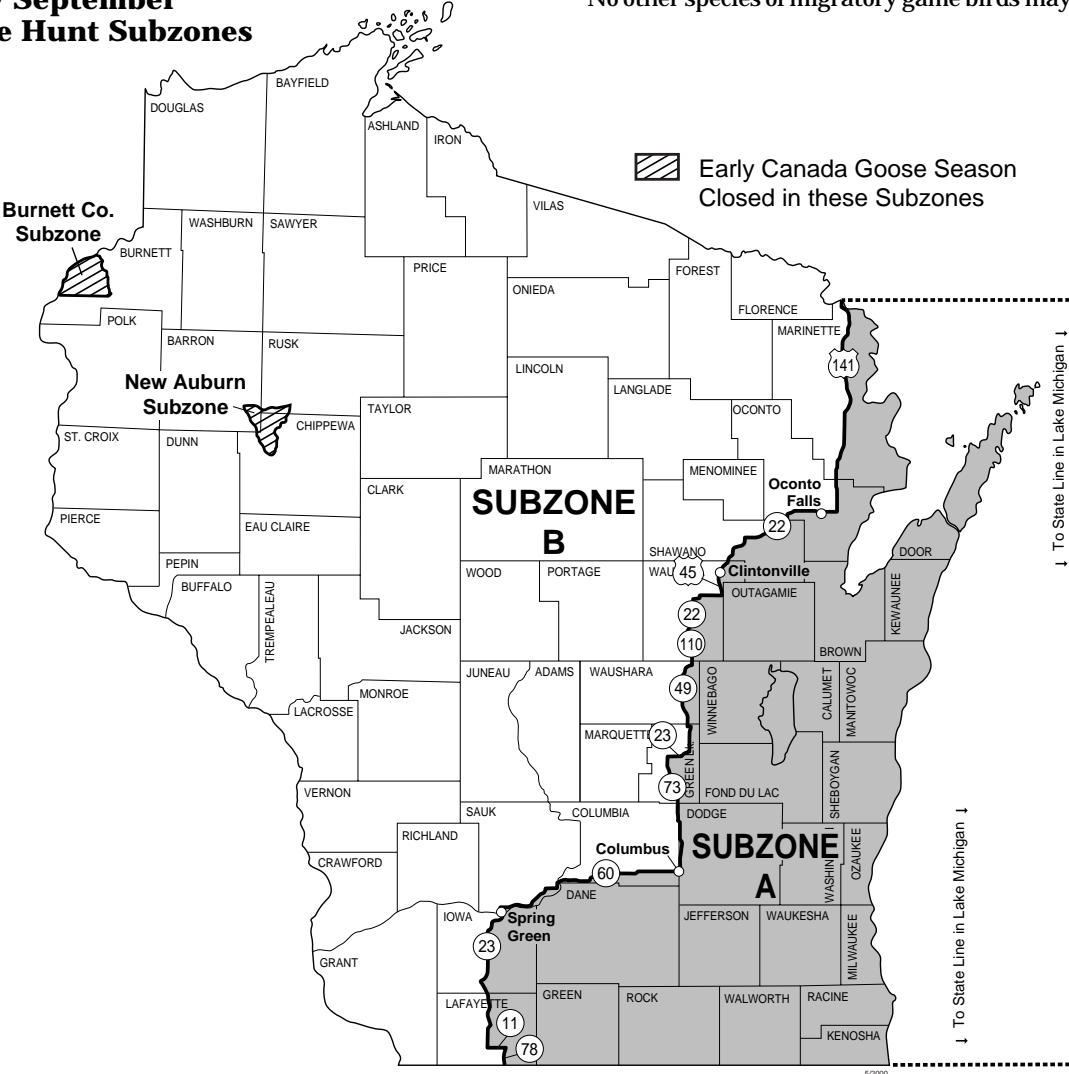 September
e Hunt Subzones
No other species of migratory game birds may
Early Canada Goose Season
Closed in these Subzones
BAYFIELD
DOUGLAS
ASHLAND
IRON
VILAS
Burnett Co.
Subzone
WASHBURN
SAWYER
BURNETT
PRICE
FOREST
ONIEDA
FLORENCE
POLK
MARINETTE
BARRON
RUSK
141
LINCOLN
New Auburn
Subzone
LANGLADE
TAYLOR
OCONTO
CHIPPEWA
ST. CROIX
DUNN
MARATHON
MENOMINEE
CLARK
SUBZONE
B
Oconto
Falls
PIERCE
EAU CLAIRE
22
SHAWANO
DOOR
PEPIN
WOOD
PORTAGE
WAU
45
Clintonville
BUFFALO
OUTAGAMIE
KEWAUNEE
TREMPEALEAU
22
JACKSON
110
BROWN
JUNEAU
ADAMS
WAUSHARA
49
WINNEBAGO
CALUMET
MANITOWOC
MONROE
LACROSSE
MARQUETTE
23
GREEN LK.
SHEBOYGAN
73
FOND DU LAC
VERNON
SAUK
COLUMBIA
DODGE
RICHLAND
Columbus
SUBZONE
A
WASHIN
OZAUKEE
CRAWFORD
60
DANE
IOWA
Spring
Green
JEFFERSON
WAUKESHA
MILWAUKEE
23
GRANT
LAFAYETTE
GREEN
ROCK
WALWORTH
RACINE
11
KENOSHA
78
To State Line in Lake Michigan
To State Line in Lake Michigan
5/2000